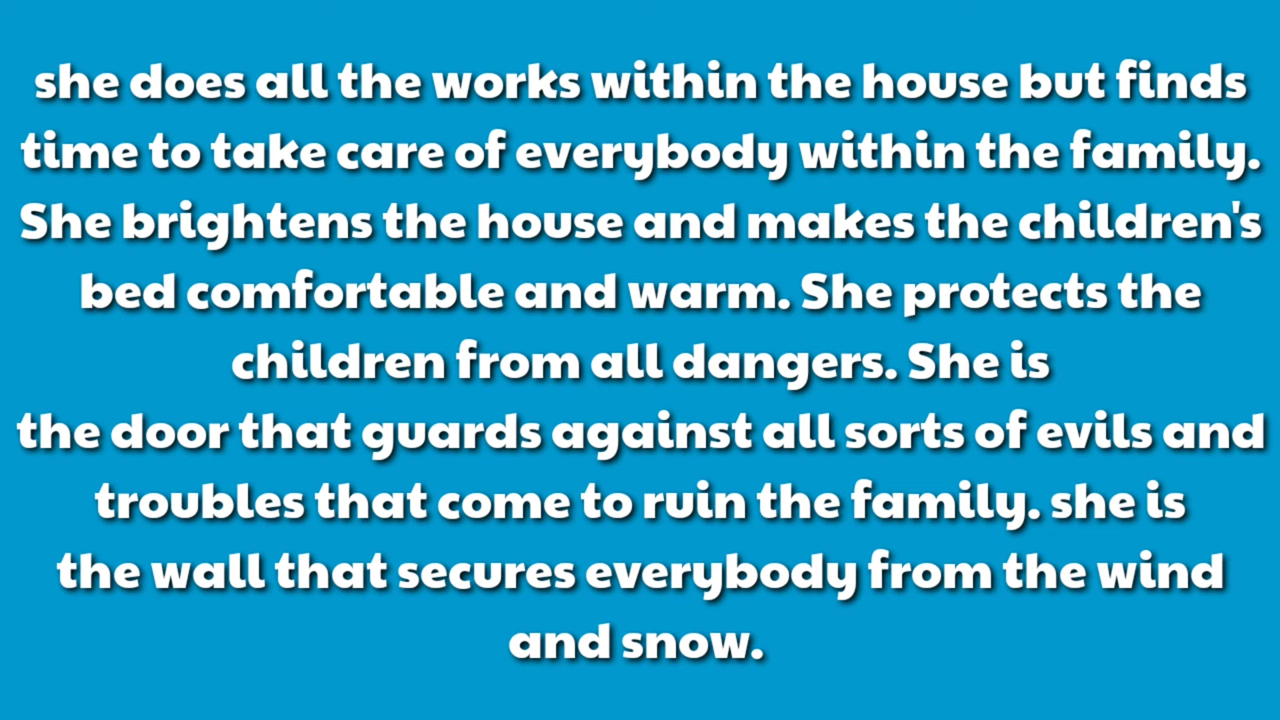 she does all the works within the house but finds
time to take care of everybody within the family.
She brightens the house and makes the children's
bed comfortable and warm. She protects the
children from all dangers. She is
the door that guards against all sorts of evils and
troubles that come to ruin the family. she is
the wall that secures everybody from the wind
and snow.